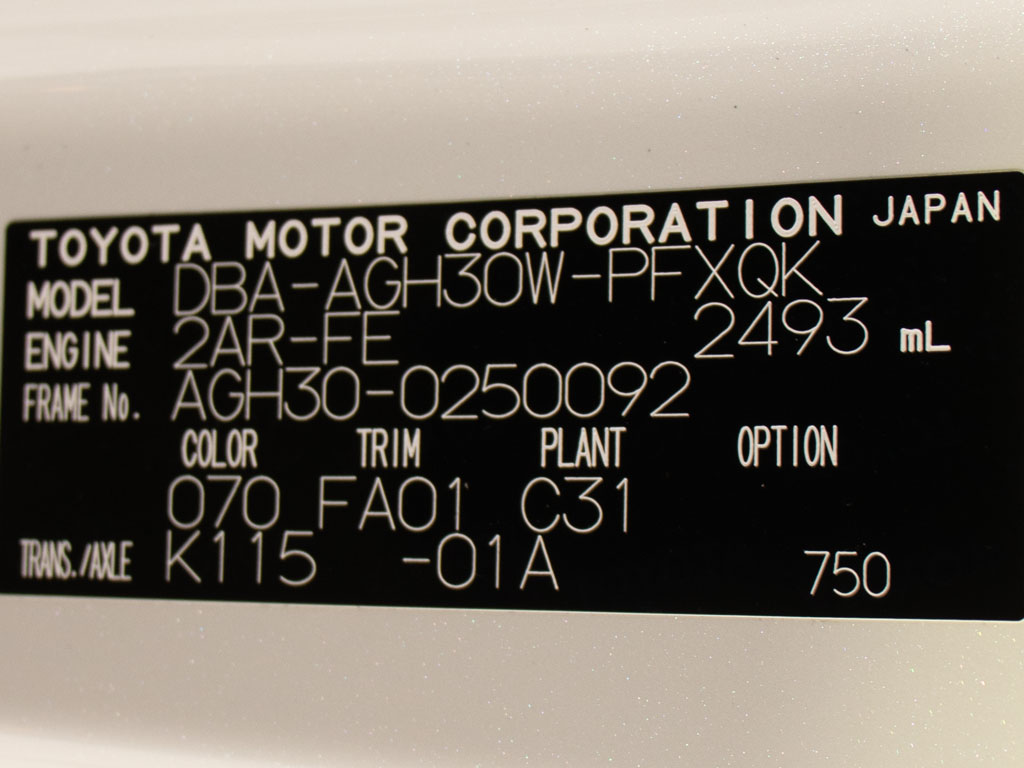 TOYOTA MOTOR CORPORATION JAPAN
MODEL DBA-AGH30W-PFXQK
ENGINE 2AR-FE 2493 mL
FRAME No. AGH30-0250092
COLOR TRIM PLANT OPTION
070 FA01 C31
TRANS./AXLE K115 -01A 750